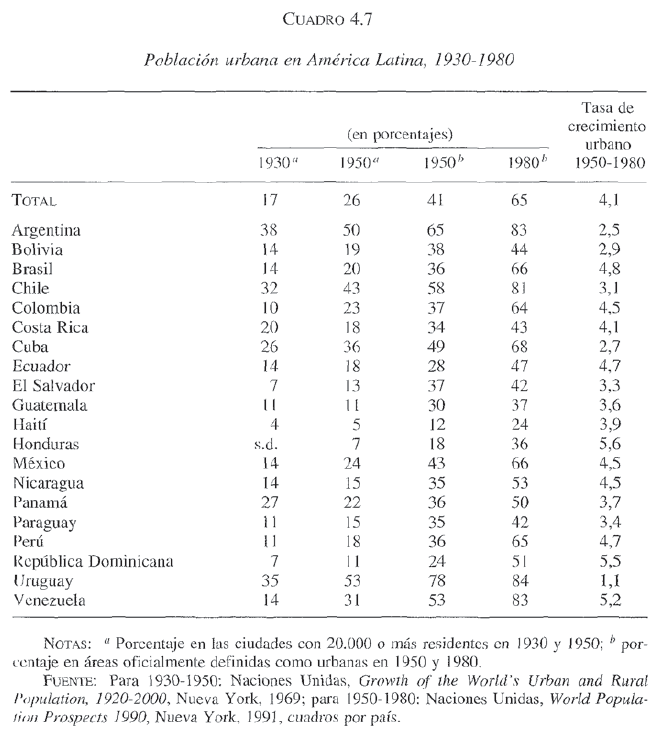 CUADRO 4.7
Población urbana en América Latina, 1930-1980
Tasa de
crecimiento
(en porcentajes) urbano
1930a 1950a 1950b 1980b 1950-1980
TOTAL 17 26 41 65 4,1
Argentina 38 50 65 83 2,5
Bolivia 14 19 38 44 2,9
Brasil 14 20 36 66 4,8
Chile 32 43 58 81 3,1
Colombia 10 23 37 64 4,5
Costa Rica 20 18 34 43 4,1
Cuba 26 36 49 68 2,7
Ecuador 14 18 28 47 4,7
El Salvador 7 13 37 42 3,3
Guatemala 11 11 30 37 3,6
Haití 4 5 12 24 3,9
Honduras s.d. 7 18 36 5,6
México 14 24 43 66 4,5
Nicaragua 14 15 35 53 4,5
Panamá 27 22 36 50 3,7
Paraguay 11 15 35 42 3,4
Perú 11 18 36 65 4,7
República Dominicana 7 11 24 51 5,5
Uruguay 35 53 78 84 1,1
Venezuela 14 31 53 83 5,2
NOTAS: a Porcentaje en las ciudades con 20.000 o más residentes en 1930 y 1950; b por-
centaje en áreas oficialmente definidas como urbanas en 1950 y 1980.
FUENTE: Para 1930-1950: Naciones Unidas, Growth of the World's Urban and Rural
Population, 1920-2000, Nueva York, 1969; para 1950-1980: Naciones Unidas, World Popula-
tion Prospects 1990, Nueva York, 1991, cuadros por país.